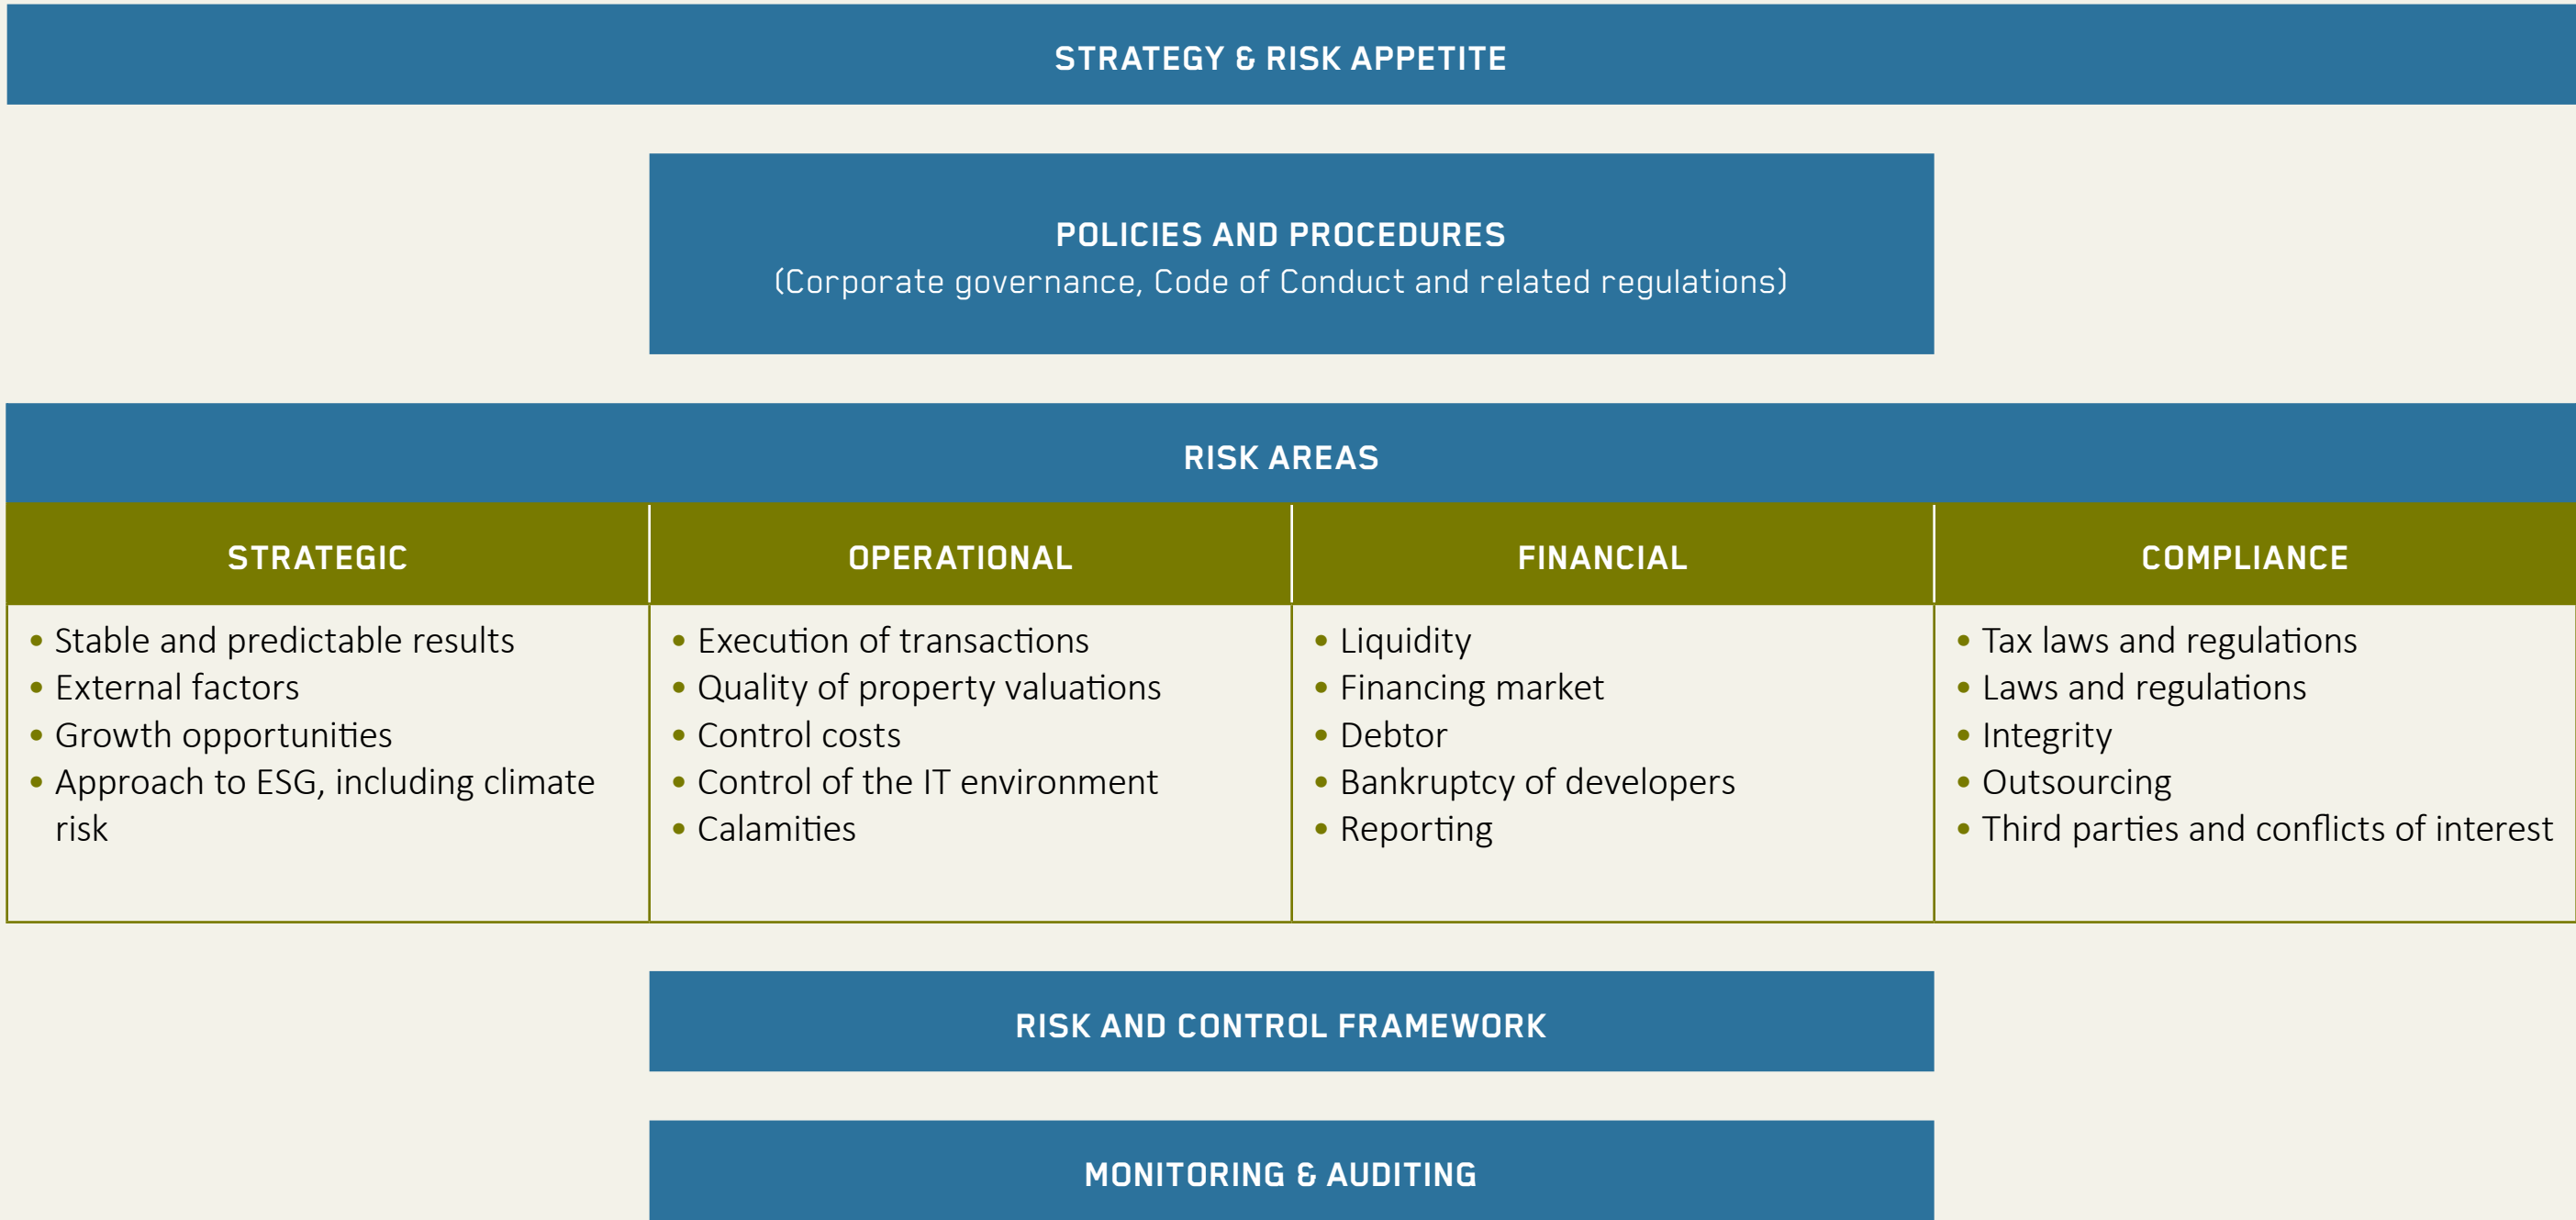 STRATEGY & RISK APPETITE
POLICIES AND PROCEDURES
(Corporate governance, Code of Conduct and related regulations)
RISK AREAS
STRATEGIC
• Stable and predictable results
• External factors
• Growth opportunities
• Approach to ESG, including climate
risk
OPERATIONAL
• Execution of transactions
• Quality of property valuations
• Control costs
• Control of the IT environment
• Calamities
FINANCIAL
• Liquidity
• Financing market
• Debtor
• Bankruptcy of developers
• Reporting
COMPLIANCE
• Tax laws and regulations
• Laws and regulations
• Integrity
• Outsourcing
• Third parties and conflicts of interest
RISK AND CONTROL FRAMEWORK
MONITORING & AUDITING